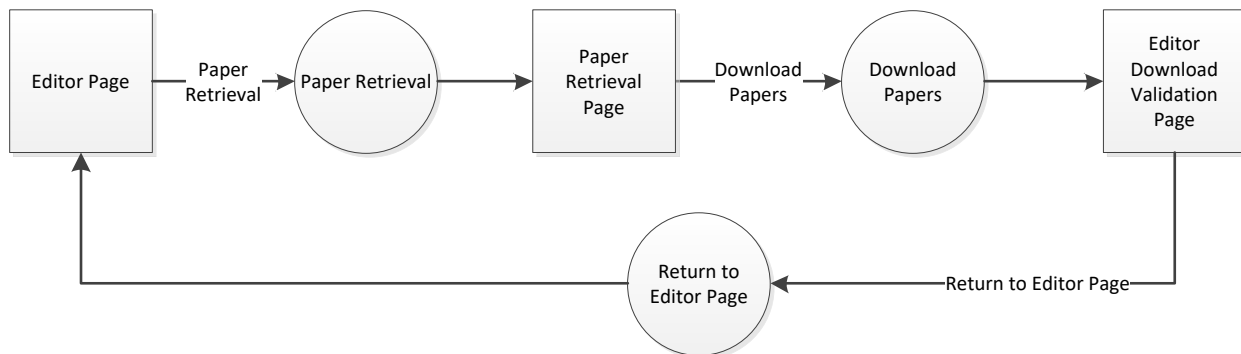 Editor Page
Paper
Retrieval
Paper Retrieval
Paper
Retrieval
Page
Download
Papers
Download
Papers
Editor
Download
Validation
Page
Return to
Editor Page
Return to Editor Page